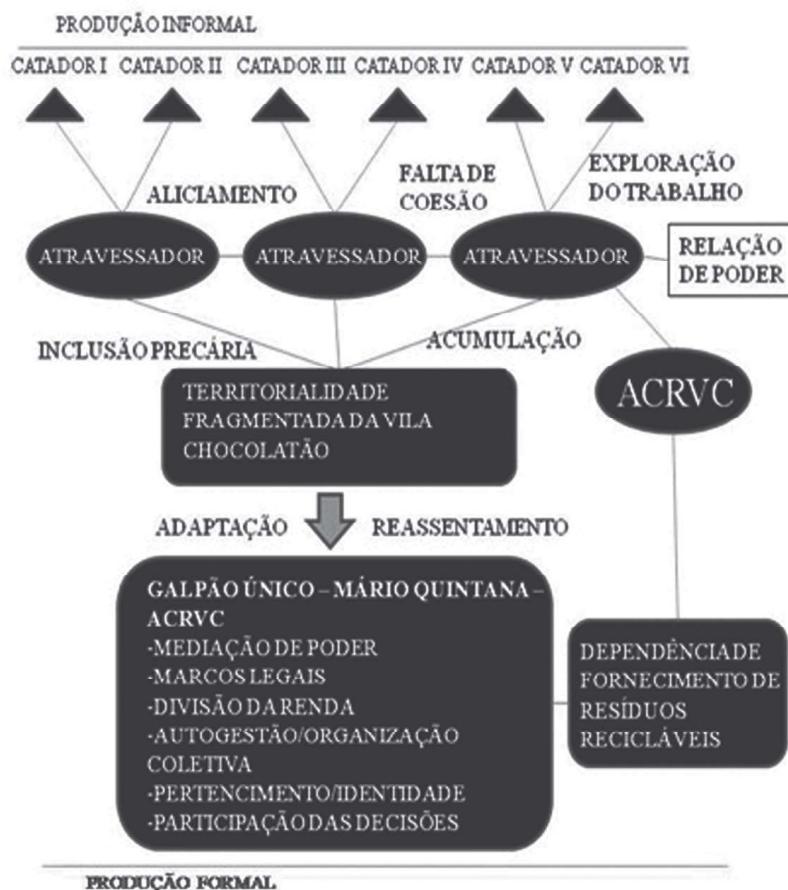 PRODUÇÃO INFORMAL
CATADOR I CATADOR II CATADOR III CATADOR IV CATADOR V CATADOR VI
ALICIAMENTO
FALTA DE
COESÃO
EXPLORAÇÃO
DO TRABALHO
ATRAVESSADOR
ATRAVESSADOR
ATRAVESSADOR
RELAÇÃO
DE PODER
INCLUSÃO PRECÁRIA
ACUMULAÇÃO
ACRVC
TERRITORIALIDADE
FRAGMENTADA DA VILA
CHOCOLATÃO
ADAPTAÇÃO
REASSENTAMENTO
GALPÃO ÚNICO – MÁRIO QUINTANA –
ACRVC
-MEDIAÇÃO DE PODER
-MARCOS LEGAIS
-DIVISÃO DA RENDA
-AUTOGESTÃO/ORGANIZAÇÃO
COLETIVA
-PERTENCIMENTO/IDENTIDADE
-PARTICIPAÇÃO DAS DECISÕES
DEPENDÊNCIA DE
FORNECIMENTO DE
RESÍDUOS
RECICLÁVEIS
PRODUÇÃO FORMAL